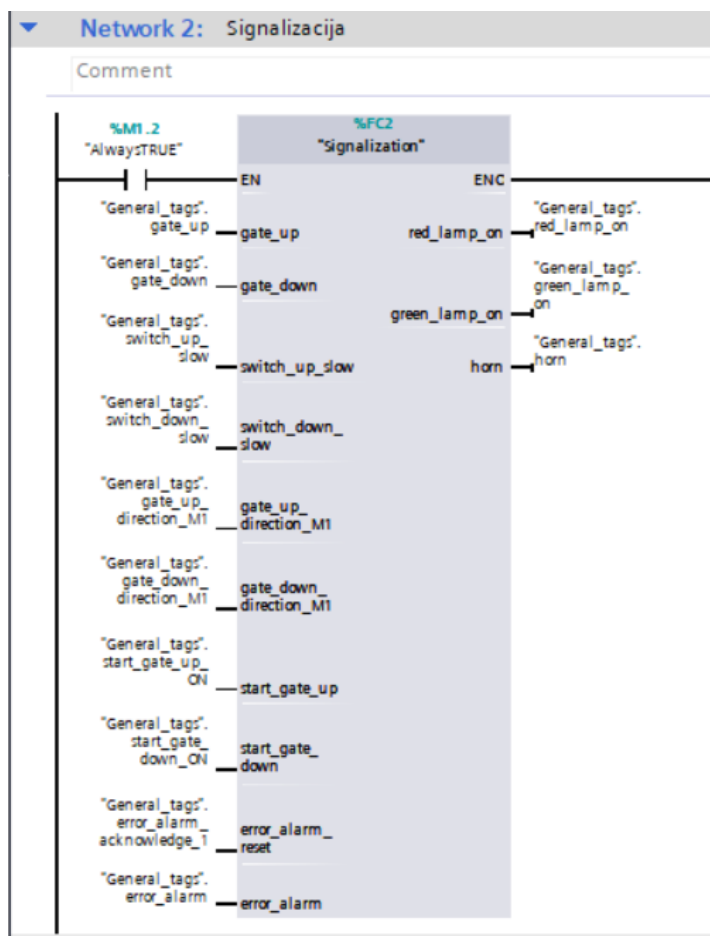 Network 2: Signalizacija
Comment
%M1.2
"AlwaysTRUE"
%FC2
"Signalization"
EN
ENC
"General_tags".
gate_up
gate_up
red_lamp_on
"General_tags".
red_lamp_on
"General_tags".
gate_down
gate_down
green_lamp_on
"General_tags".
green_lamp_
on
"General_tags".
switch_up_
slow
switch_up_slow
horn
"General_tags".
horn
"General_tags".
switch_down_
slow
switch_down_
slow
"General_tags".
gate_up_
direction_M1
gate_up_
direction_M1
"General_tags".
gate_down_
direction_M1
gate_down_
direction_M1
"General_tags".
start_gate_up_
ON
start_gate_up
"General_tags".
start_gate_
down_ON
start_gate_
down
"General_tags".
error_alarm_
acknowledge_1
error_alarm_
reset
"General_tags".
error_alarm
error_alarm